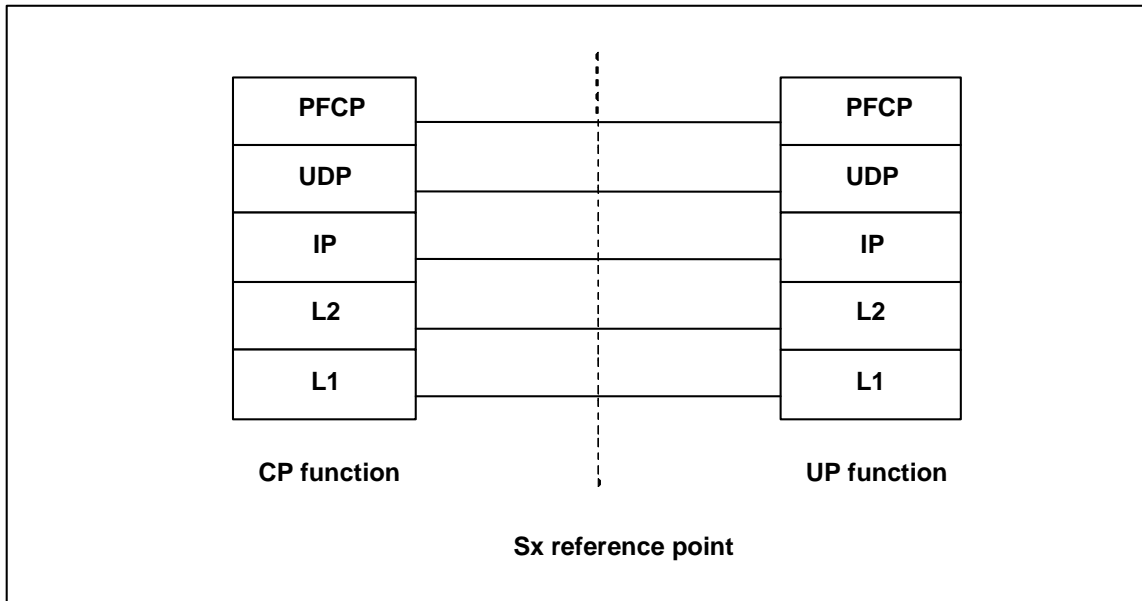 PFCP
UDP
IP
L2
L1
CP function
PFCP
UDP
IP
L2
L1
UP function
Sx reference point